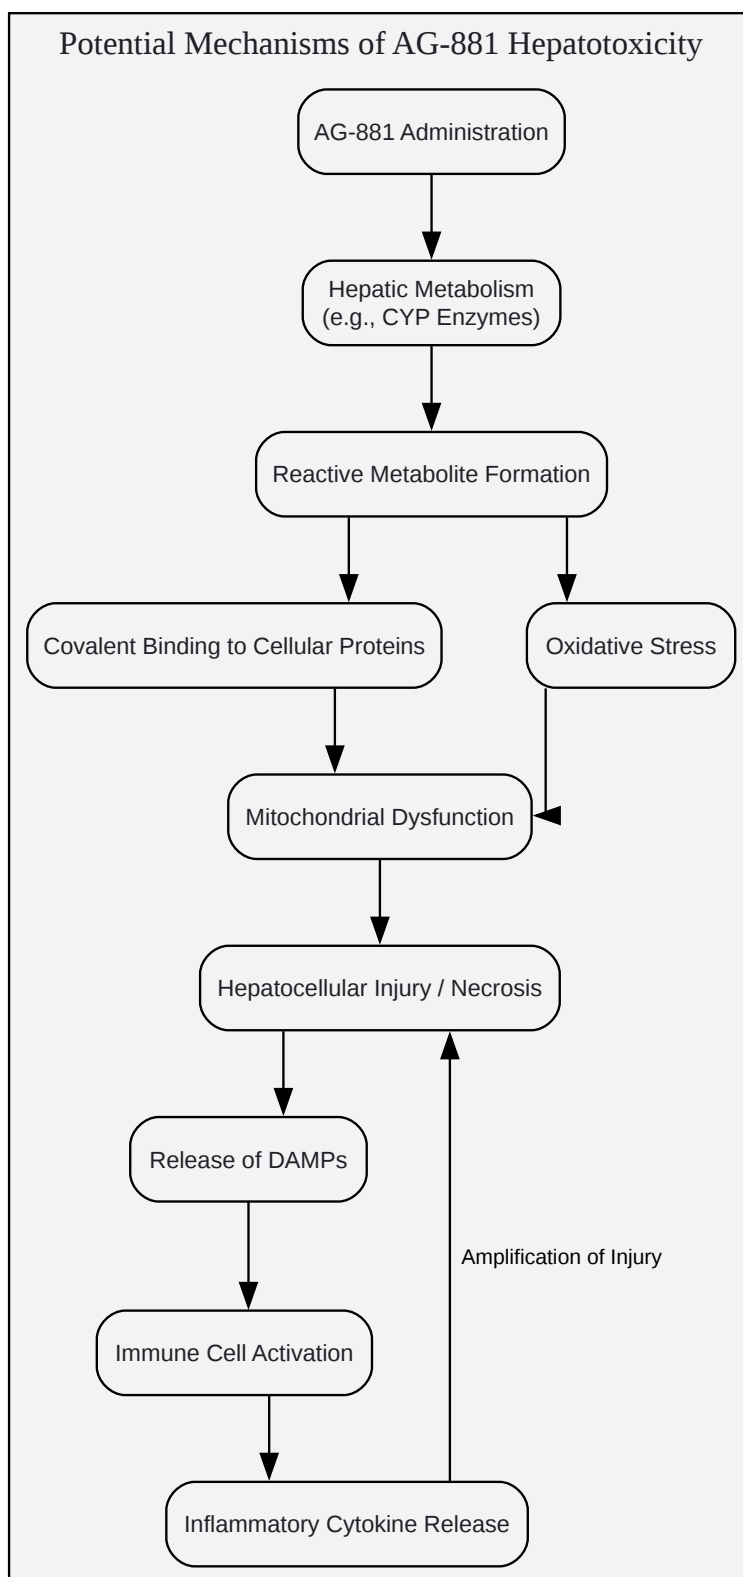 Potential Mechanisms of AG-881 Hepatotoxicity
AG-881 Administration
Hepatic Metabolism
(e.g., CYP Enzymes)
Reactive Metabolite Formation
Covalent Binding to Cellular Proteins
Oxidative Stress
Mitochondrial Dysfunction
Hepatocellular Injury / Necrosis
Release of DAMPs
Amplification of Injury
Immune Cell Activation
Inflammatory Cytokine Release